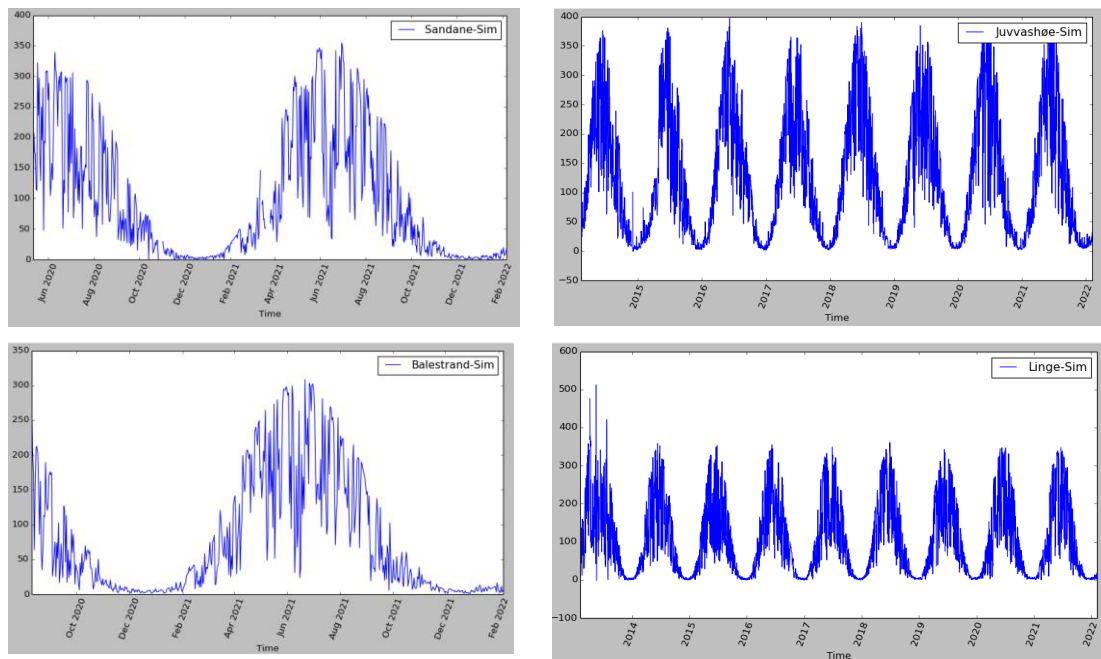 400
350
300
250
200
150
100
50
0
Sandane-Sim
Jun 2020
Aug 2020
Oct 2020
Dec 2020
Feb 2021
Apr 2021
Jun 2021
Aug 2021
Oct 2021
Dec 2021
Feb 2022
Time
400
350
300
250
200
150
100
50
0
−50
Juvvashøe-Sim
2015
2016
2017
2018
2019
2020
2021
2022
Time
350
300
250
200
150
100
50
0
Balestrand-Sim
Oct 2020
Dec 2020
Feb 2021
Apr 2021
Jun 2021
Aug 2021
Oct 2021
Dec 2021
Feb 2022
Time
600
500
400
300
200
100
0
−100
Linge-Sim
2014
2015
2016
2017
2018
2019
2020
2021
2022
Time